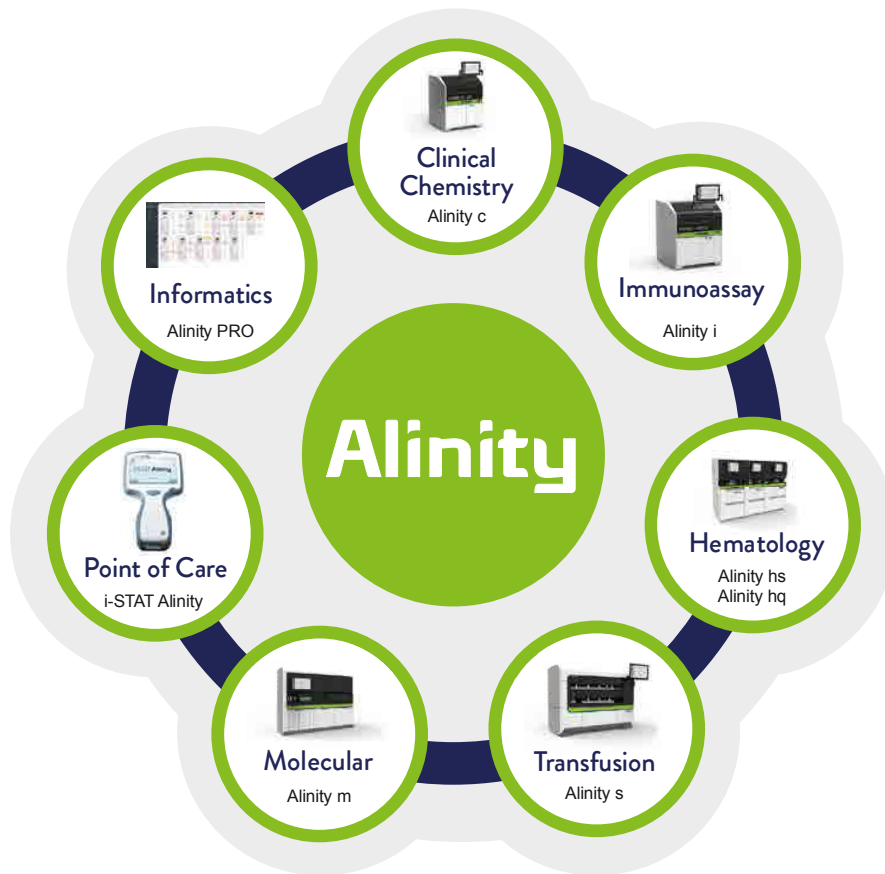 Clinical
Chemistry
Alinity c
Immunoassay
Alinity i
Hematology
Alinity hs
Alinity hq
Transfusion
Alinity s
Molecular
Alinity m
Point of Care
i-STAT Alinity
Informatics
Alinity PRO
Alinity